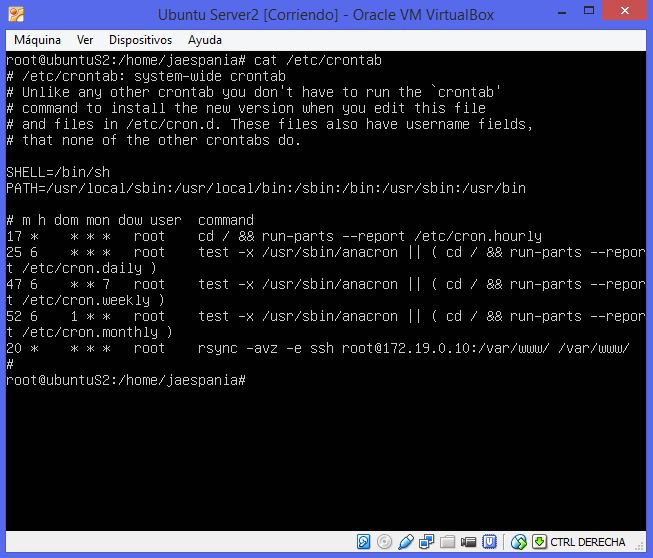 Ubuntu Server2 [Corriendo] - Oracle VM VirtualBox
Máquina Ver Dispositivos Ayuda
root@ubuntuS2:/home/jaespania# cat /etc/crontab
# /etc/crontab: system-wide crontab
# Unlike any other crontab you don't have to run the `crontab'
# command to install the new version when you edit this file
# and files in /etc/cron.d. These files also have username fields,
# that none of the other crontabs do.
SHELL=/bin/sh
PATH=/usr/local/sbin:/usr/local/bin:/sbin:/bin:/usr/sbin:/usr/bin
# m h dom mon dow user  command
17 *    * * *   root    cd / && run-parts --report /etc/cron.hourly
25 6    * * *   root    test -x /usr/sbin/anacron || ( cd / && run-parts --repor
t /etc/cron.daily )
47 6    * * 7   root    test -x /usr/sbin/anacron || ( cd / && run-parts --repor
t /etc/cron.weekly )
52 6    1 * *   root    test -x /usr/sbin/anacron || ( cd / && run-parts --repor
t /etc/cron.monthly )
20 *    * * *   root    rsync -avz -e ssh root@172.19.0.10:/var/www/ /var/www/
#
root@ubuntuS2:/home/jaespania#
CTRL DERECHA